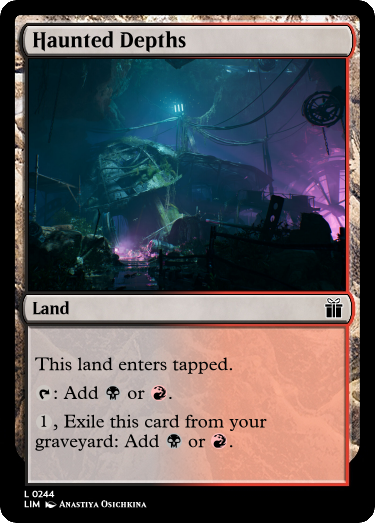 Haunted Depths
Land
This land enters tapped.
: Add or .
1 , Exile this card from your
graveyard: Add or .
L 0244
LIM Anastiya Osichkina